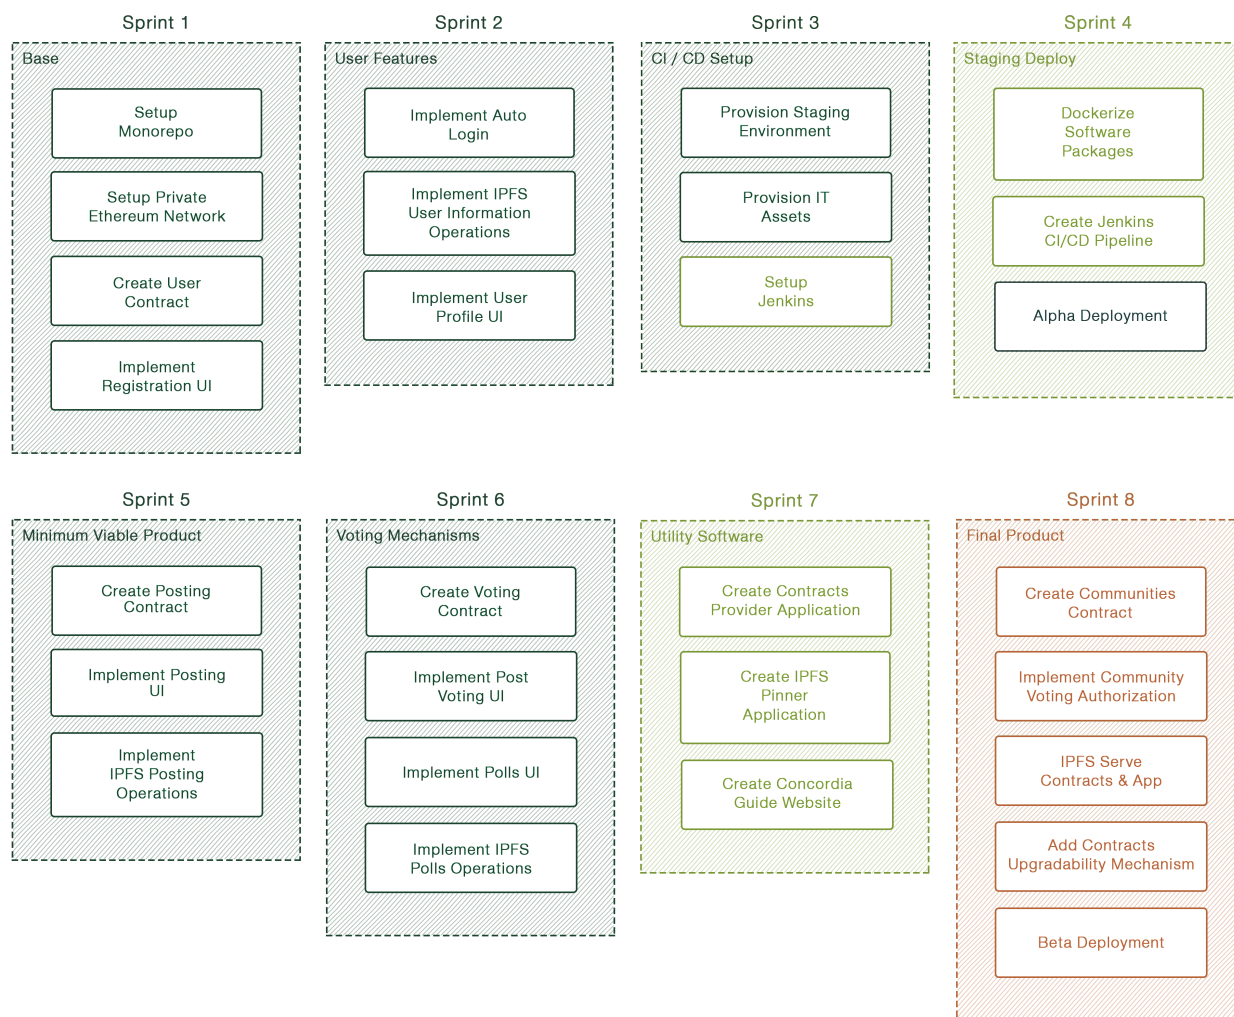 Sprint 1
Base
Setup
Monorepo
Setup Private
Ethereum Network
Create User
Contract
Implement
Registration UI
Sprint 2
User Features
Implement Auto
Login
Implement IPFS
User Information
Operations
Implement User
Profile UI
Sprint 3
CI / CD Setup
Provision Staging
Environment
Provision IT
Assets
Setup
Jenkins
Sprint 4
Staging Deploy
Dockerize
Software
Packages
Create Jenkins
CI/CD Pipeline
Alpha Deployment
Sprint 5
Minimum Viable Product
Create Posting
Contract
Implement Posting
UI
Implement
IPFS Posting
Operations
Sprint 6
Voting Mechanisms
Create Voting
Contract
Implement Post
Voting UI
Implement Polls UI
Implement IPFS
Polls Operations
Sprint 7
Utility Software
Create Contracts
Provider Application
Create IPFS
Pinner
Application
Create Concordia
Guide Website
Sprint 8
Final Product
Create Communities
Contract
Implement Community
Voting Authorization
IPFS Serve
Contracts & App
Add Contracts
Upgradability Mechanism
Beta Deployment